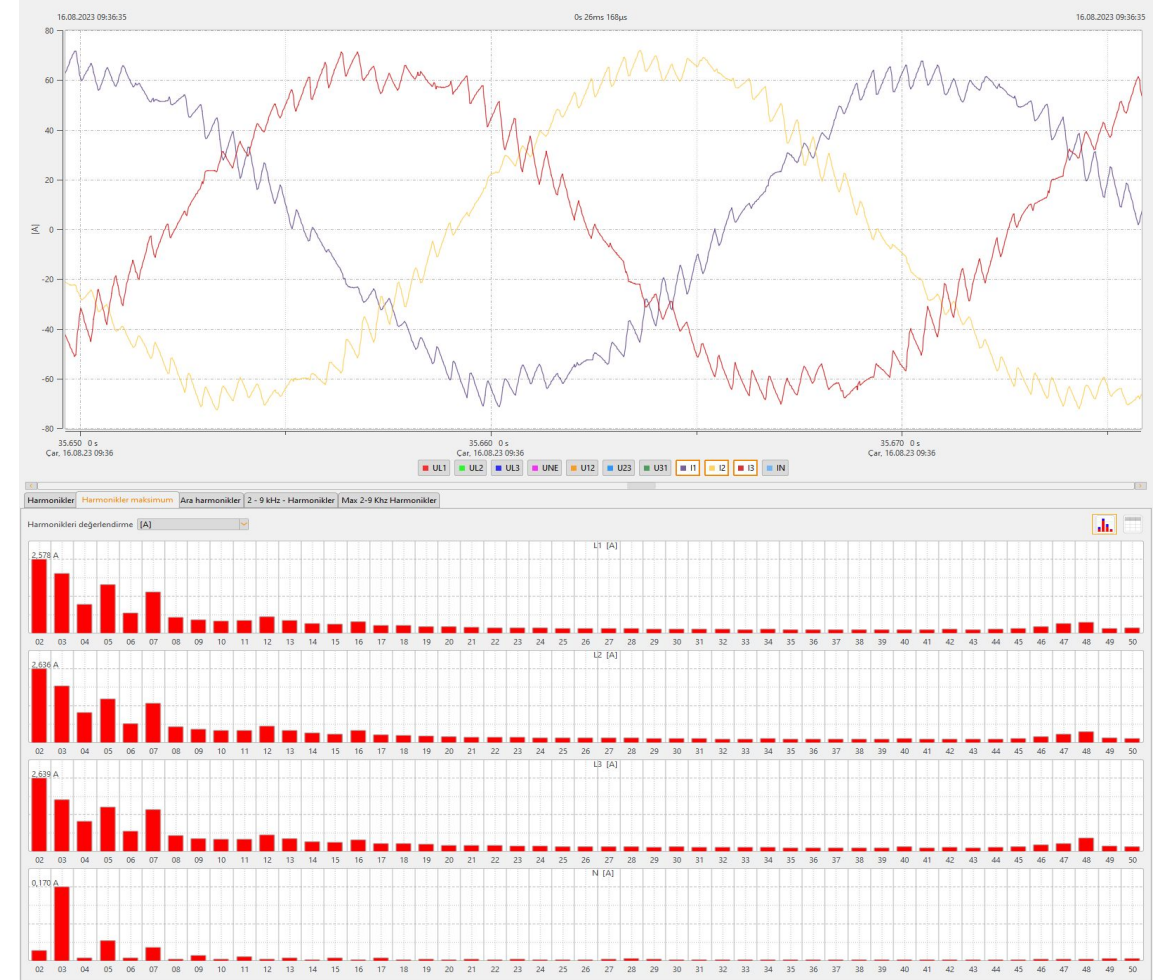 16.08.2023 09:36:35 0s 26ms 168µs 16.08.2023 09:36:35
80
60
40
20
0
-20
-40
-60
-80
[A]
35.650 0 s 35.660 0 s 35.670 0 s
Çar, 16.08.23 09:36 Çar, 16.08.23 09:36 Çar, 16.08.23 09:36
UL1 UL2 UL3 UNE U12 U23 U31 I1 I2 I3 IN
Harmonikler Harmonikler maksimum Ara harmonikler 2 - 9 kHz - Harmonikler Max 2-9 Khz Harmonikler
Harmonikleri değerlendirme [A]
L1 [A]
2,578 A
02 03 04 05 06 07 08 09 10 11 12 13 14 15 16 17 18 19 20 21 22 23 24 25 26 27 28 29 30 31 32 33 34 35 36 37 38 39 40 41 42 43 44 45 46 47 48 49 50
L2 [A]
2,636 A
02 03 04 05 06 07 08 09 10 11 12 13 14 15 16 17 18 19 20 21 22 23 24 25 26 27 28 29 30 31 32 33 34 35 36 37 38 39 40 41 42 43 44 45 46 47 48 49 50
L3 [A]
2,639 A
02 03 04 05 06 07 08 09 10 11 12 13 14 15 16 17 18 19 20 21 22 23 24 25 26 27 28 29 30 31 32 33 34 35 36 37 38 39 40 41 42 43 44 45 46 47 48 49 50
N [A]
0,170 A
02 03 04 05 06 07 08 09 10 11 12 13 14 15 16 17 18 19 20 21 22 23 24 25 26 27 28 29 30 31 32 33 34 35 36 37 38 39 40 41 42 43 44 45 46 47 48 49 50